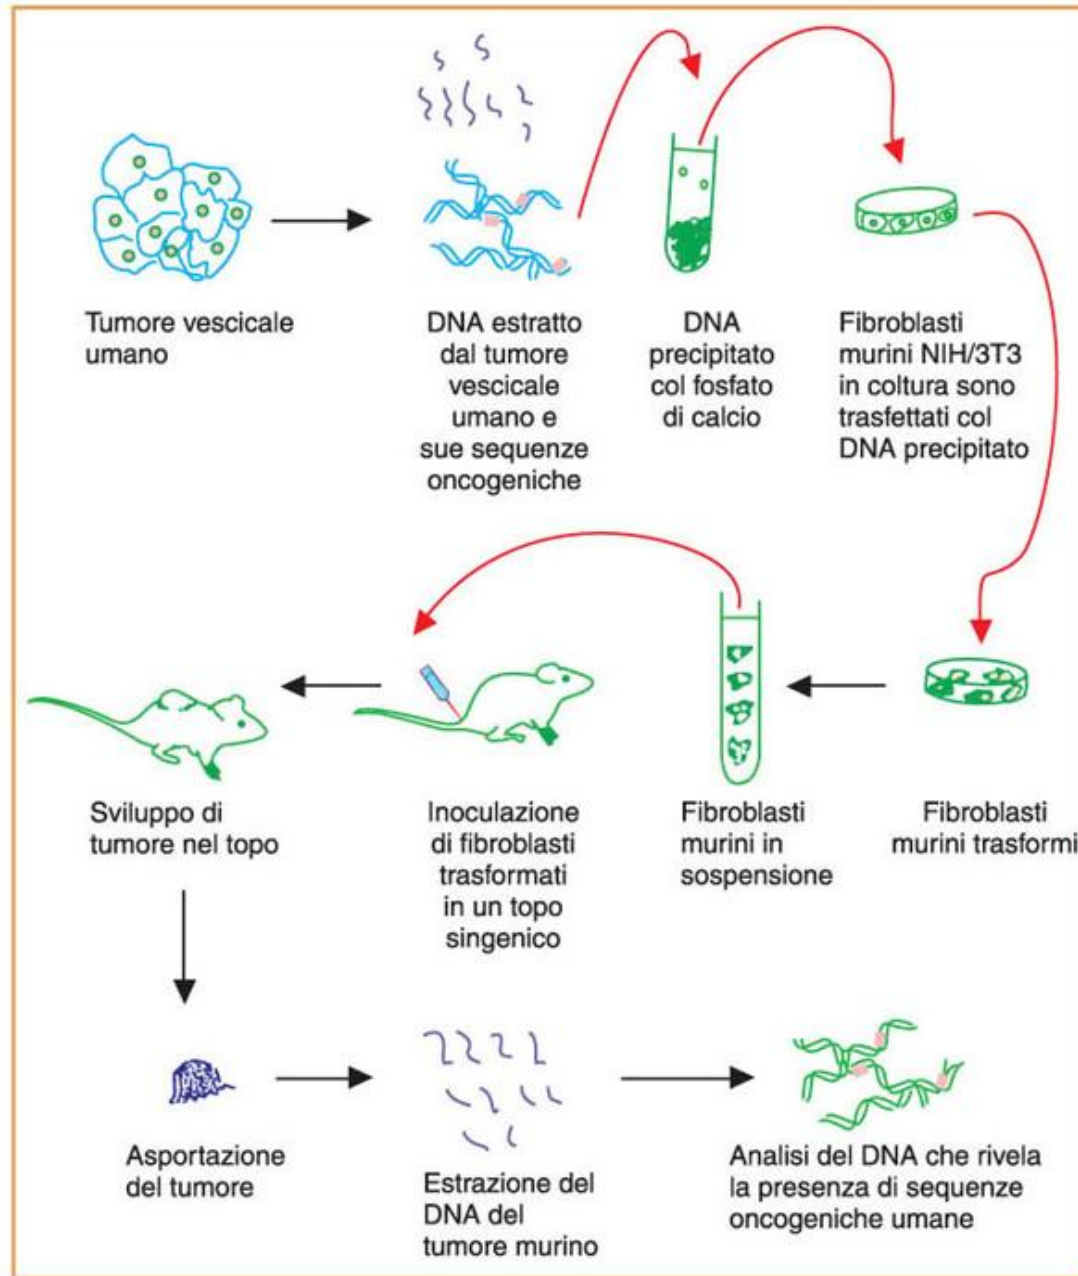 Tumore vescicale
umano
DNA estratto
dal tumore
vescicale
umano e
sue sequenze
oncogeniche
DNA
precipitato
col fosfato
di calcio
Fibroblasti
murini NIH/3T3
in coltura sono
trasfettati col
DNA precipitato
Sviluppo di
tumore nel topo
Inoculazione
di fibroblasti
trasformati
in un topo
singenico
Fibroblasti
murini in
sospensione
Fibroblasti
murini trasformi
Asportazione
del tumore
Estrazione del
DNA del
tumore murino
Analisi del DNA che rivela
la presenza di sequenze
oncogeniche umane